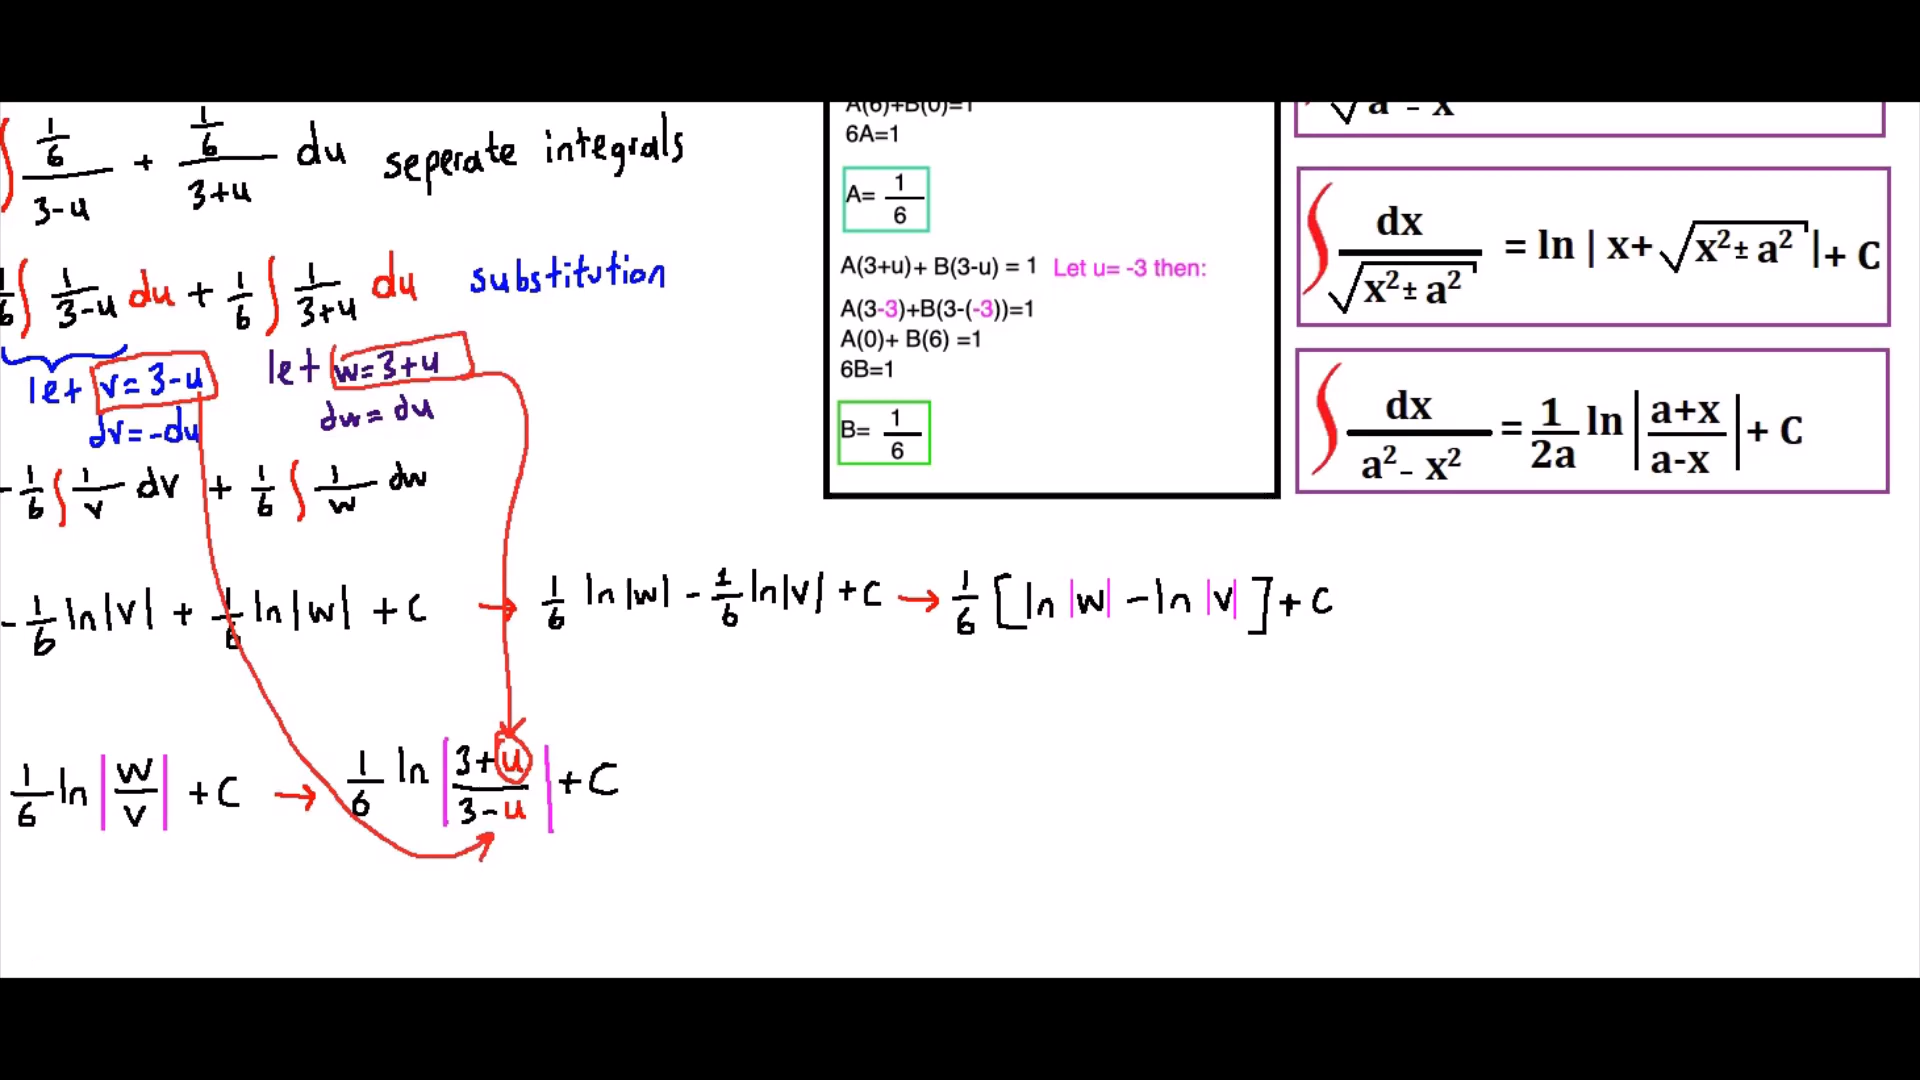 ∫ (1/6)/(3-u) + (1/6)/(3+u) du seperate integrals
1/6 ∫ 1/(3-u) du + 1/6 ∫ 1/(3+u) du substitution
let v= 3-u let w=3+u
dv=-du dw=du
-1/6 ∫ 1/v dv + 1/6 ∫ 1/w dw
-1/6 ln|v| + 1/6 ln|w| +C → 1/6 ln|w| - 1/6 ln|v| +C → 1/6 [ln|w| -ln|v|] + C
1/6 ln|w/v| +C → 1/6 ln|(3+u)/(3-u)| +C
A(6)+B(0)=1
6A=1
A= 1/6
A(3+u)+ B(3-u) = 1 Let u= -3 then:
A(3-3)+B(3-(-3))=1
A(0)+ B(6) =1
6B=1
B= 1/6
∫ dx/√(x²± a²) = ln | x+ √(x²± a²) |+ C
∫ dx/(a²- x²) = 1/2a ln |(a+x)/(a-x)| + C